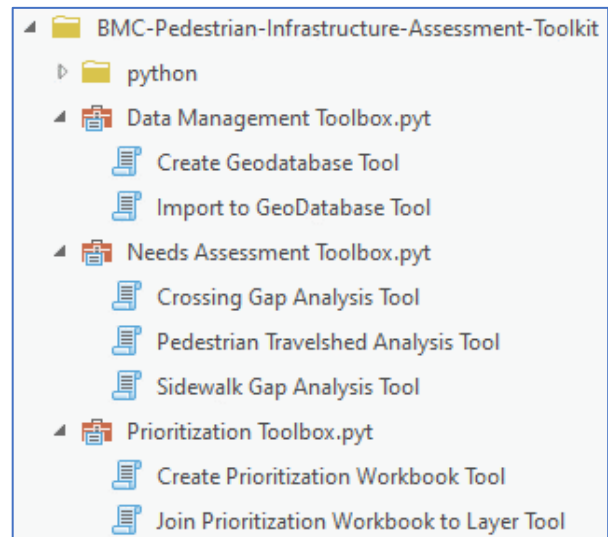 BMC-Pedestrian-Infrastructure-Assessment-Toolkit
python
Data Management Toolbox.pyt
Create Geodatabase Tool
Import to GeoDatabase Tool
Needs Assessment Toolbox.pyt
Crossing Gap Analysis Tool
Pedestrian Travelshed Analysis Tool
Sidewalk Gap Analysis Tool
Prioritization Toolbox.pyt
Create Prioritization Workbook Tool
Join Prioritization Workbook to Layer Tool